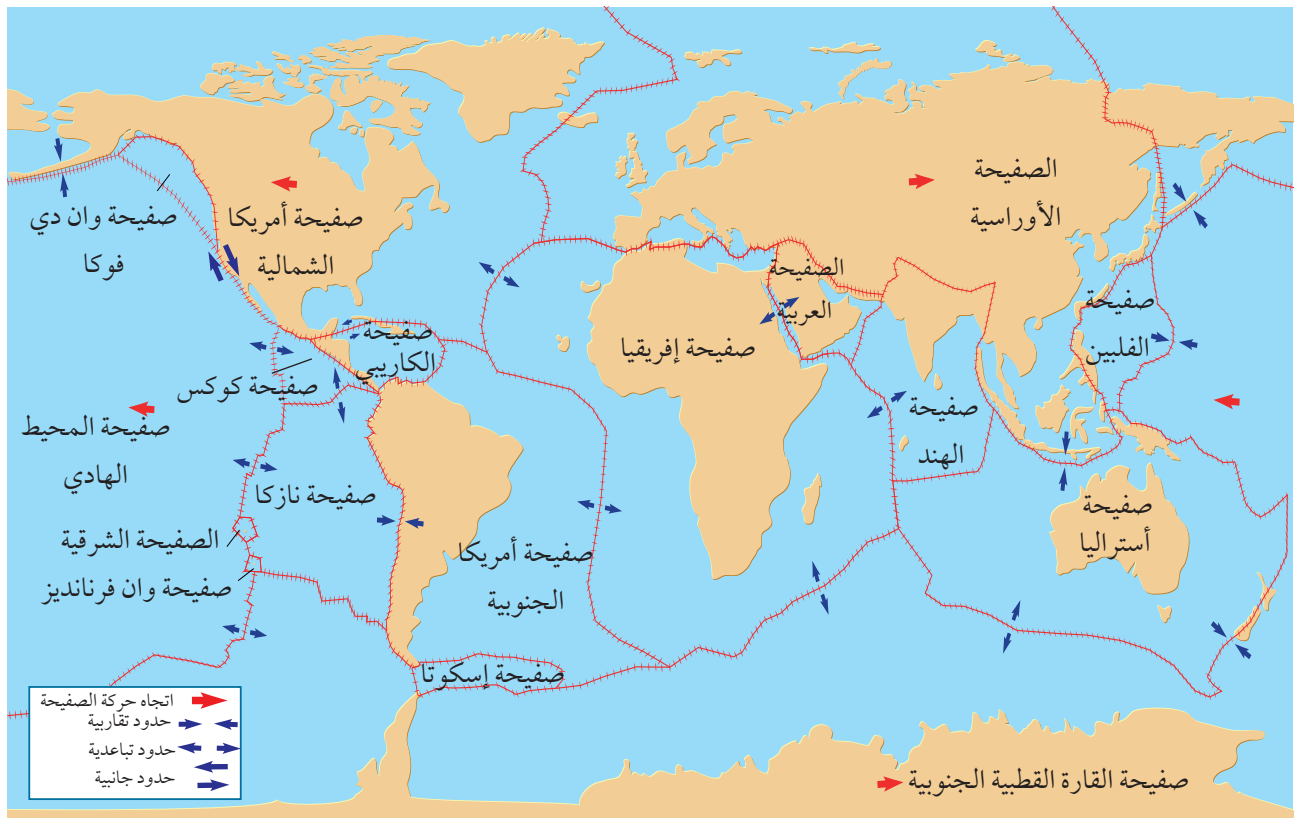 الصفيحة
الأوراسية
صفيحة أمريكا
الشمالية
صفيحة وان دي
فوكا
الصفيحة
العربية
صفيحة
الفلبين
صفيحة
الكاريبي
صفيحة إفريقيا
صفيحة كوكس
صفيحة
الهند
صفيحة المحيط
الهادي
صفيحة نازكا
صفيحة
أستراليا
الصفيحة الشرقية
صفيحة أمريكا
الجنوبية
صفيحة وان فرنانديز
صفيحة إسكوتا
صفيحة القارة القطبية الجنوبية
اتجاه حركة الصفيحة
حدود تقاربية
حدود تباعدية
حدود جانبية